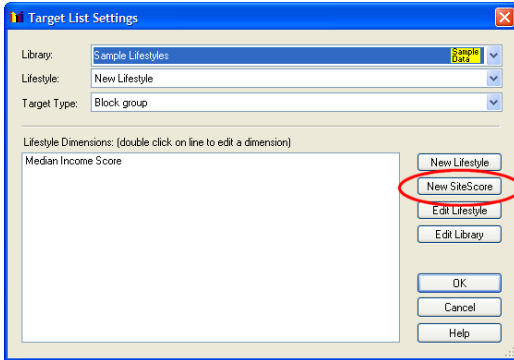 Target List Settings
Library: Sample Lifestyles Sample Data
Lifestyle: New Lifestyle
Target Type: Block group
Lifestyle Dimensions: (double click on line to edit a dimension)
Median Income Score
New Lifestyle
New SiteScore
Edit Lifestyle
Edit Library
OK
Cancel
Help